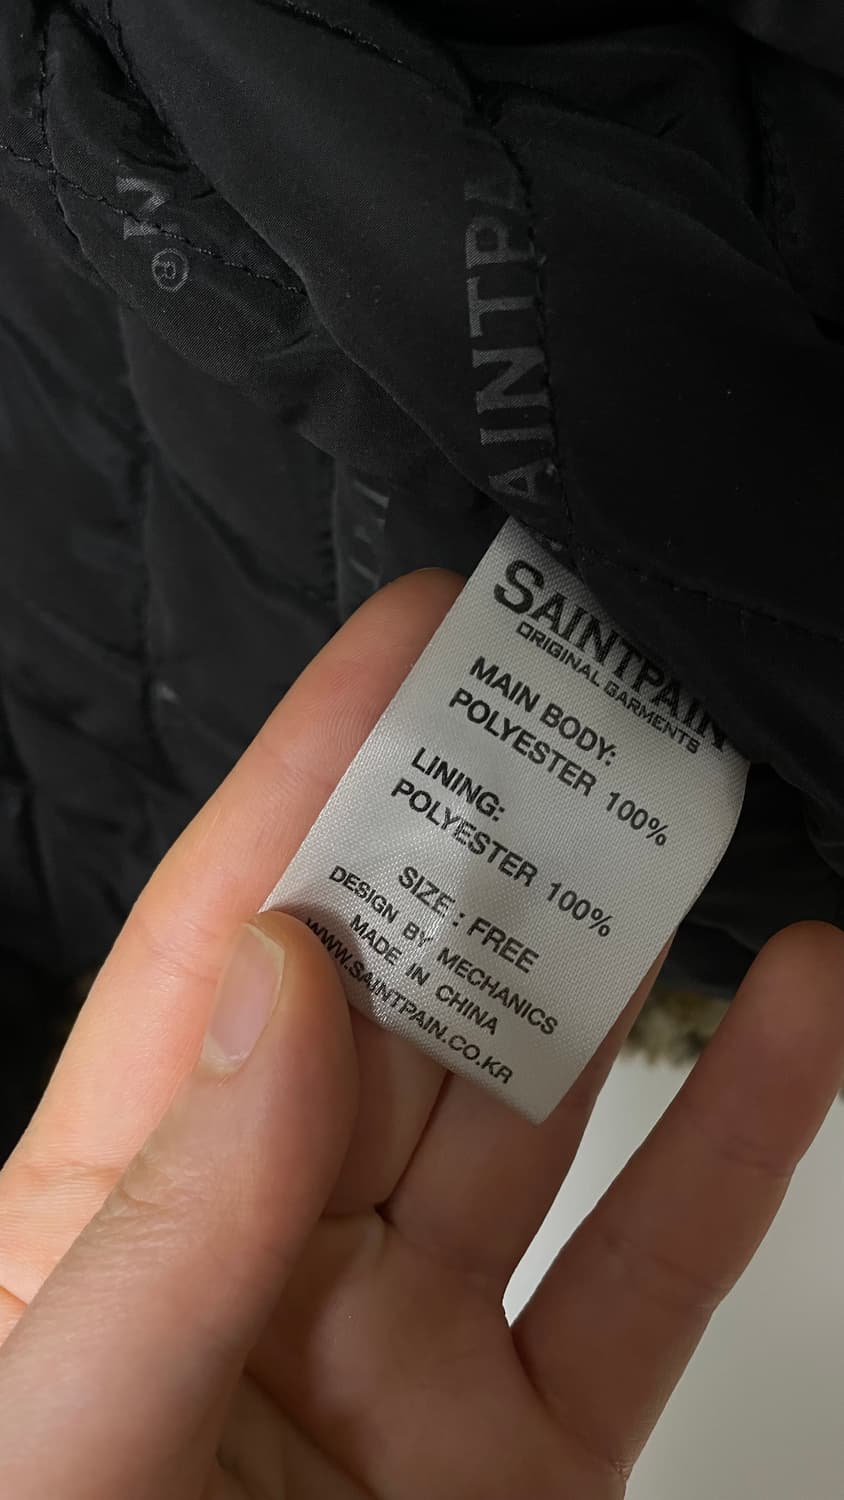 N
®
AINTPA
SAINTPAIN
ORIGINAL GARMENTS
MAIN BODY:
POLYESTER 100%
LINING:
POLYESTER 100%
SIZE : FREE
DESIGN BY MECHANICS
MADE IN CHINA
WWW.SAINTPAIN.CO.KR